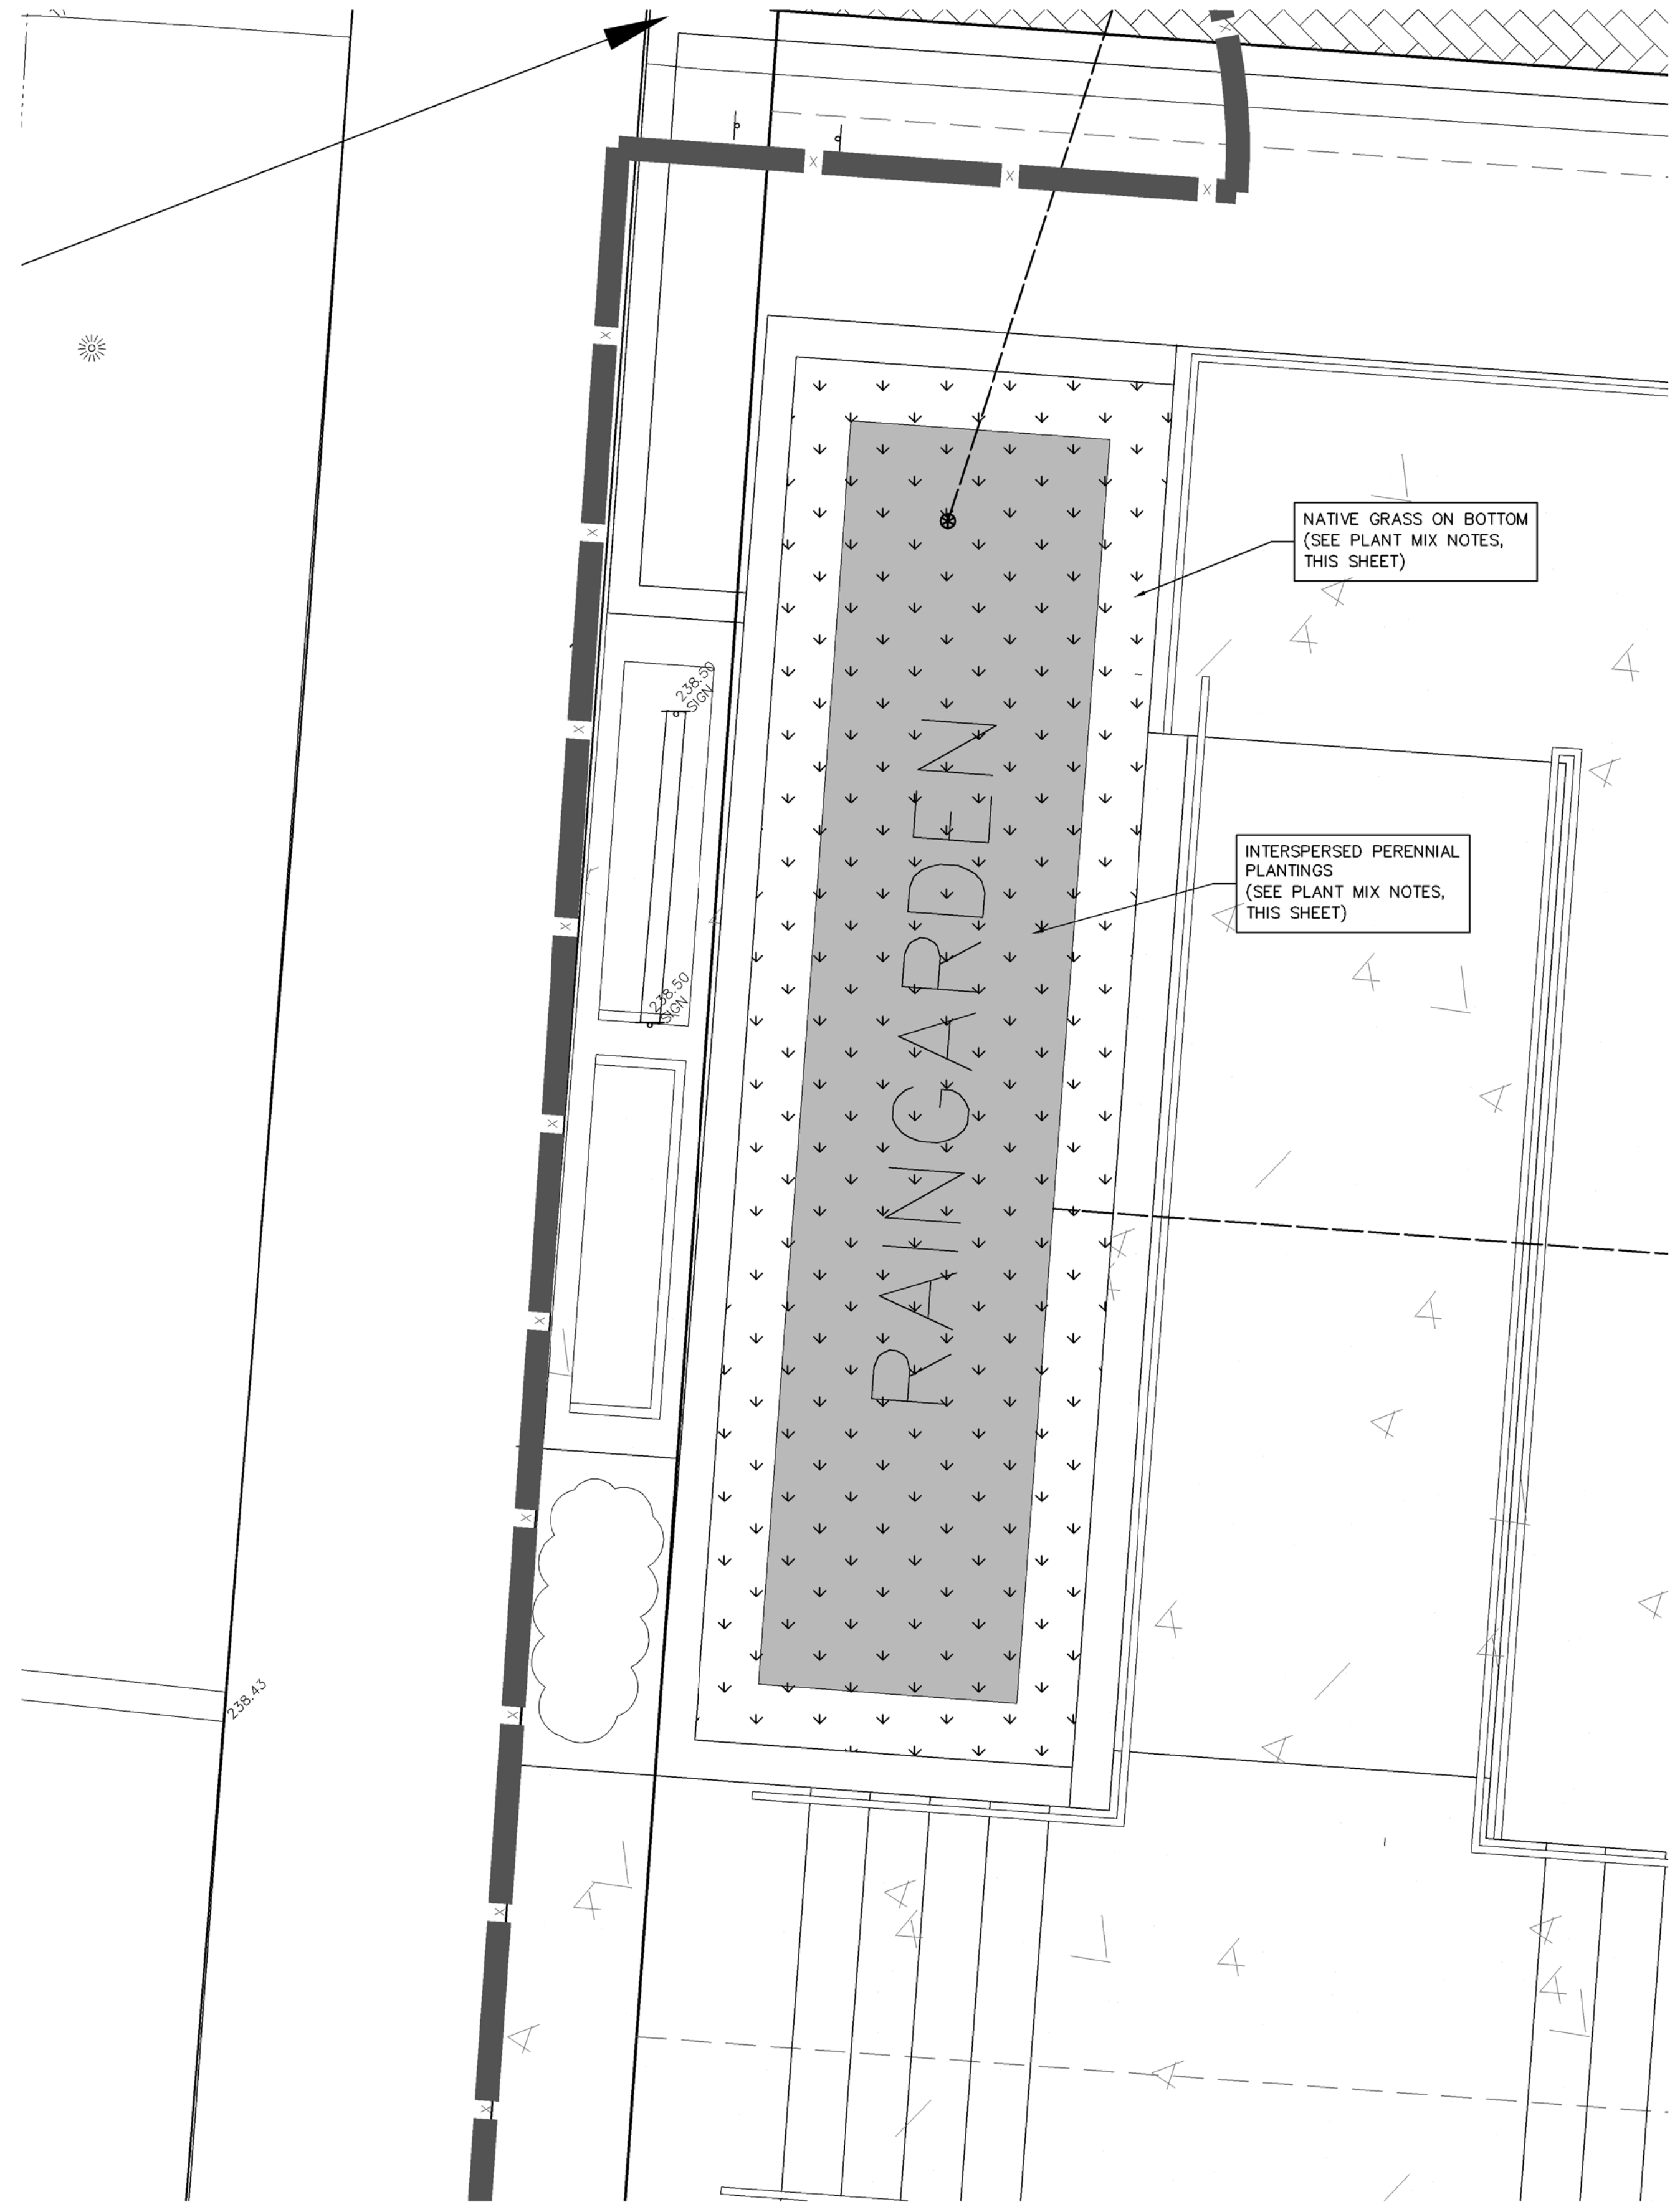 NATIVE GRASS ON BOTTOM
(SEE PLANT MIX NOTES,
THIS SHEET)
238.50
SIGN
INTERSPERSED PERENNIAL
PLANTINGS
(SEE PLANT MIX NOTES,
THIS SHEET)
RAINGARDEN
238.50
SIGN
238.43